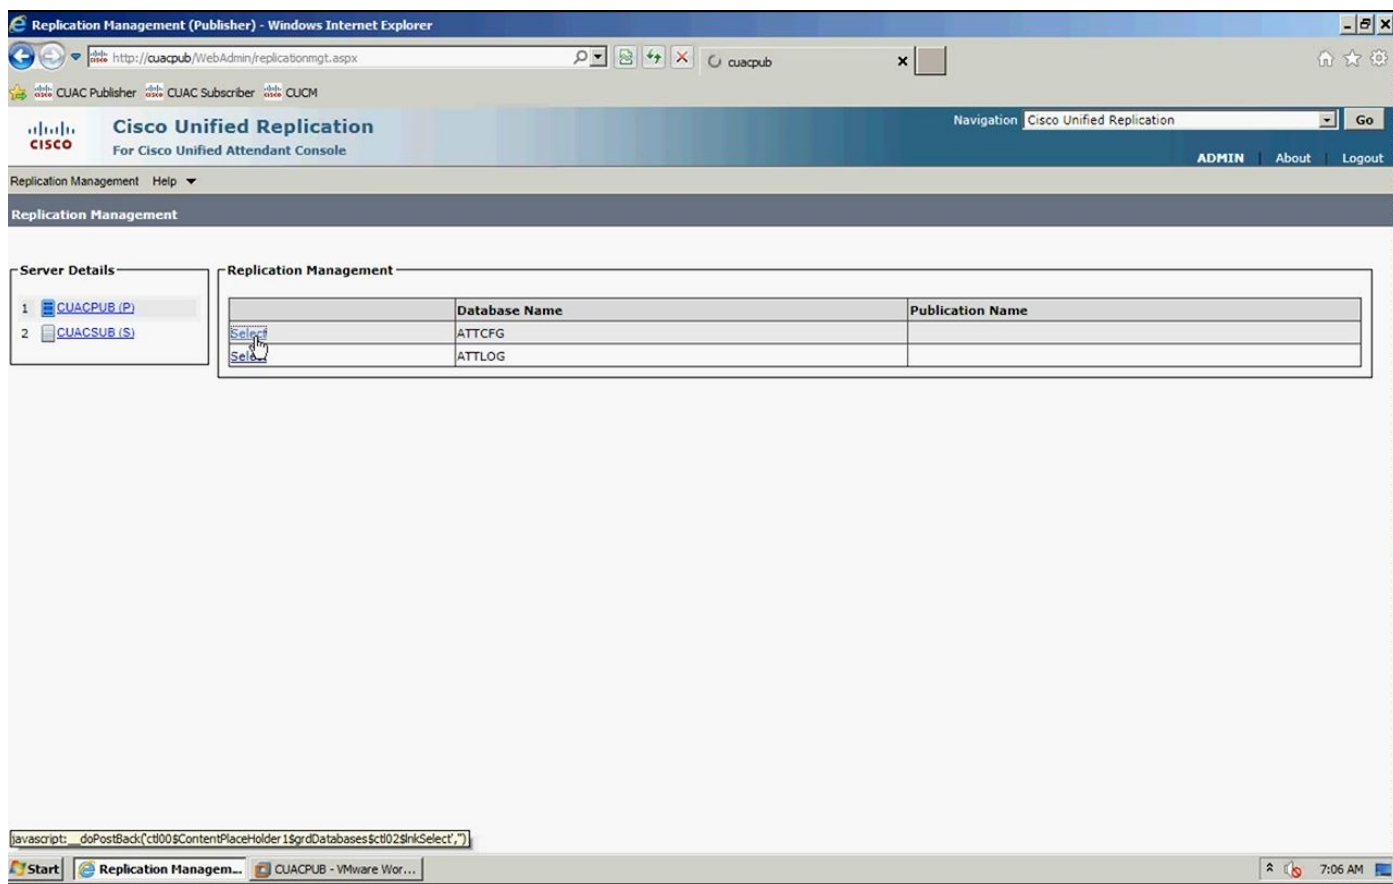 Replication Management (Publisher) - Windows Internet Explorer
http://cuacpub/WebAdmin/replicationmgt.aspx
cuacpub
CUAC Publisher CUAC Subscriber CUCM
CISCO
Cisco Unified Replication
For Cisco Unified Attendant Console
Navigation Cisco Unified Replication Go
ADMIN About Logout
Replication Management Help
Replication Management
Server Details
1 CUACPUB (P)
2 CUACSUB (S)
Replication Management
Database Name Publication Name
Select ATTCFG
Select ATTLOG
javascript:__doPostBack('ctl00$ContentPlaceHolder1$grdDatabases$ctl02$lnkSelect','')
Start Replication Managem... CUACPUB - VMware Wor... 7:06 AM